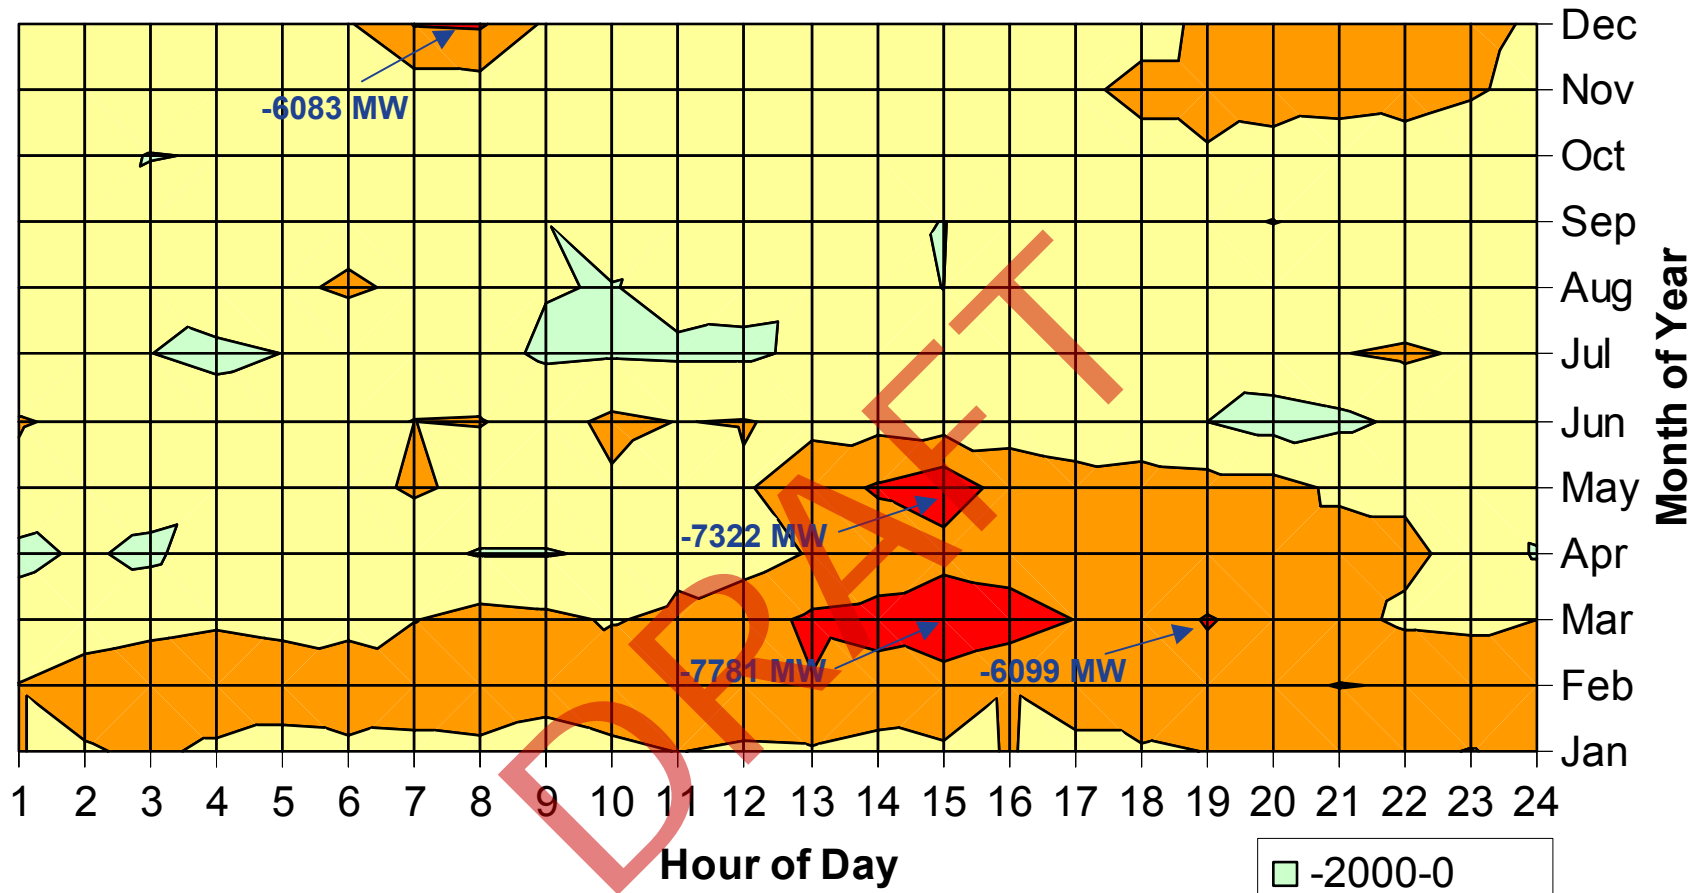 Dec
Nov
Oct
Sep
Aug
Jul
Jun
May
Apr
Mar
Feb
Jan
Month of Year
-6083 MW
-7322 MW
-7781 MW
-6099 MW
DRAFT
1 2 3 4 5 6 7 8 9 10 11 12 13 14 15 16 17 18 19 20 21 22 23 24
Hour of Day
-2000-0